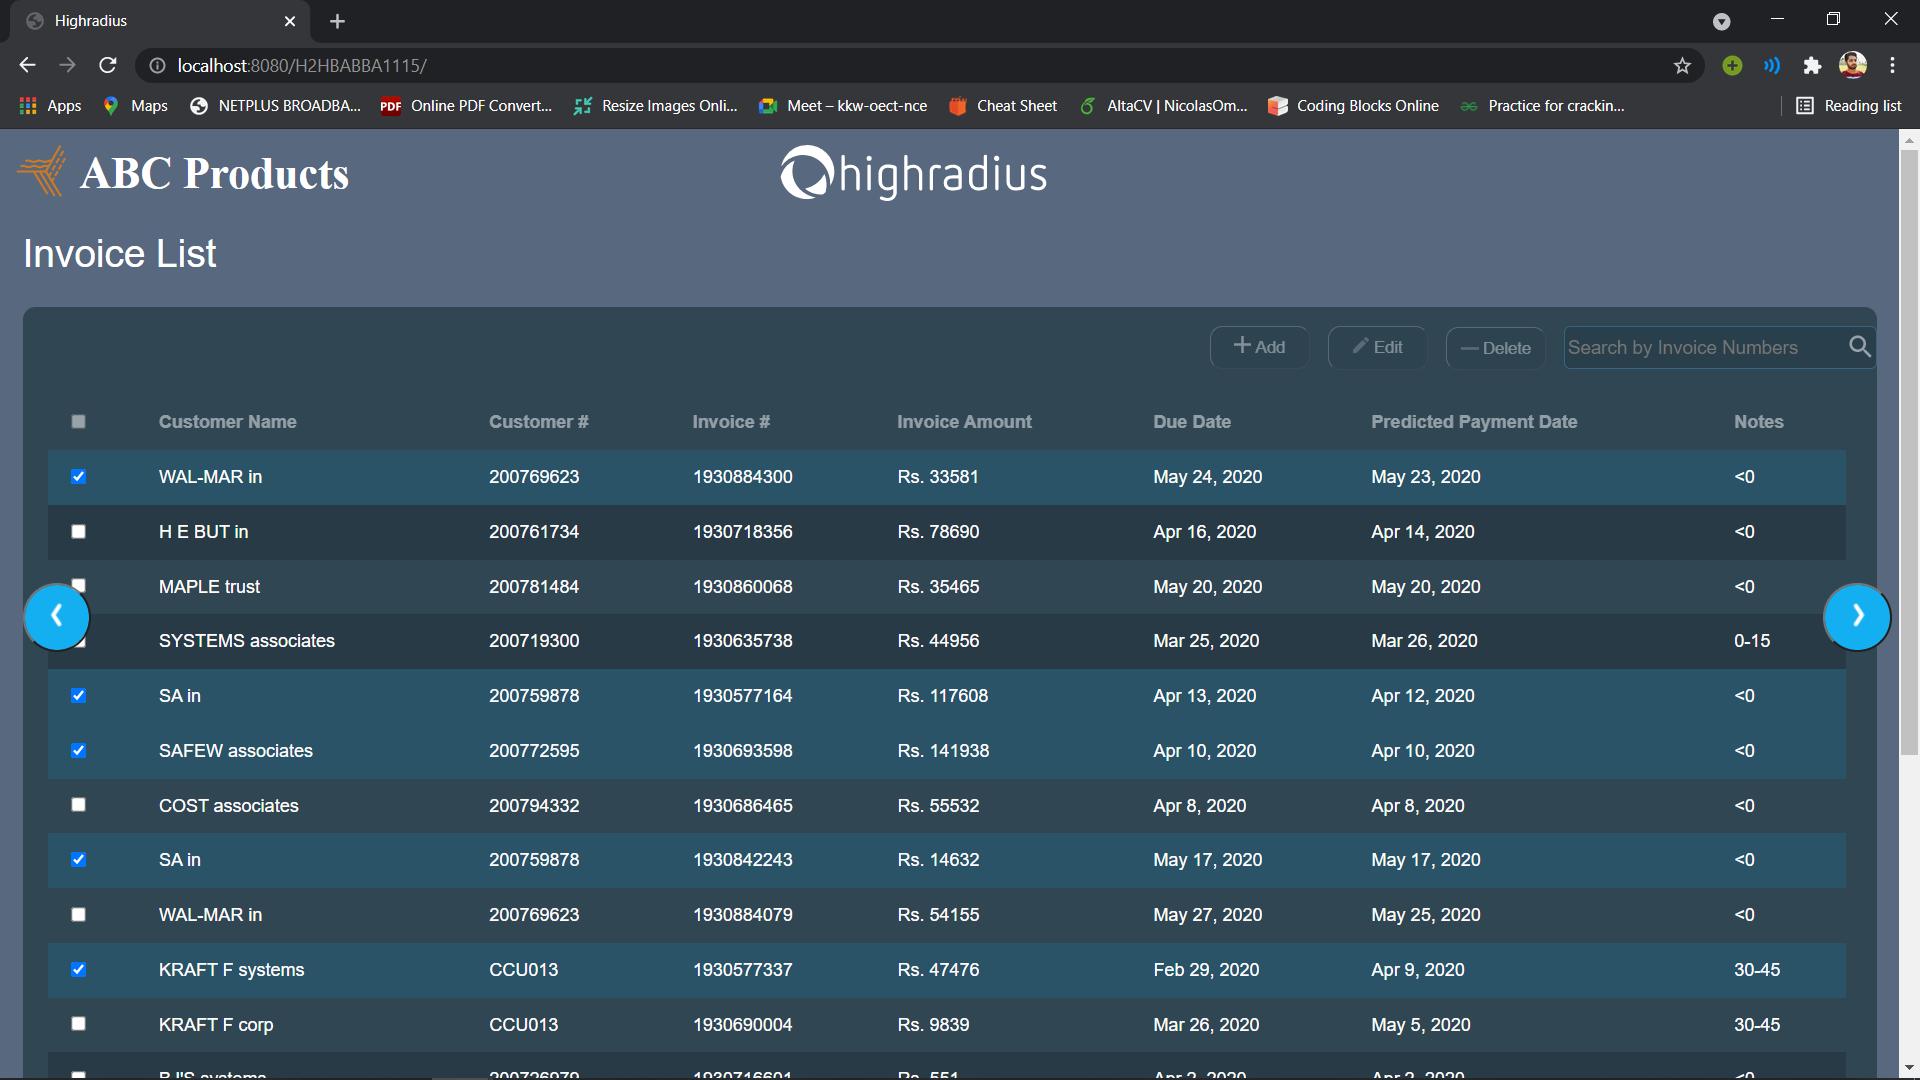 Highradius
localhost:8080/H2HBABBA1115/
Apps Maps NETPLUS BROADBA... PDF Online PDF Convert... Resize Images Onli... Meet – kkw-oect-nce Cheat Sheet AltaCV | NicolasOm... Coding Blocks Online Practice for crackin... Reading list
ABC Products highradius
Invoice List
Add Edit Delete Search by Invoice Numbers
Customer Name Customer # Invoice # Invoice Amount Due Date Predicted Payment Date Notes
WAL-MAR in 200769623 1930884300 Rs. 33581 May 24, 2020 May 23, 2020 <0
H E BUT in 200761734 1930718356 Rs. 78690 Apr 16, 2020 Apr 14, 2020 <0
MAPLE trust 200781484 1930860068 Rs. 35465 May 20, 2020 May 20, 2020 <0
SYSTEMS associates 200719300 1930635738 Rs. 44956 Mar 25, 2020 Mar 26, 2020 0-15
SA in 200759878 1930577164 Rs. 117608 Apr 13, 2020 Apr 12, 2020 <0
SAFEW associates 200772595 1930693598 Rs. 141938 Apr 10, 2020 Apr 10, 2020 <0
COST associates 200794332 1930686465 Rs. 55532 Apr 8, 2020 Apr 8, 2020 <0
SA in 200759878 1930842243 Rs. 14632 May 17, 2020 May 17, 2020 <0
WAL-MAR in 200769623 1930884079 Rs. 54155 May 27, 2020 May 25, 2020 <0
KRAFT F systems CCU013 1930577337 Rs. 47476 Feb 29, 2020 Apr 9, 2020 30-45
KRAFT F corp CCU013 1930690004 Rs. 9839 Mar 26, 2020 May 5, 2020 30-45